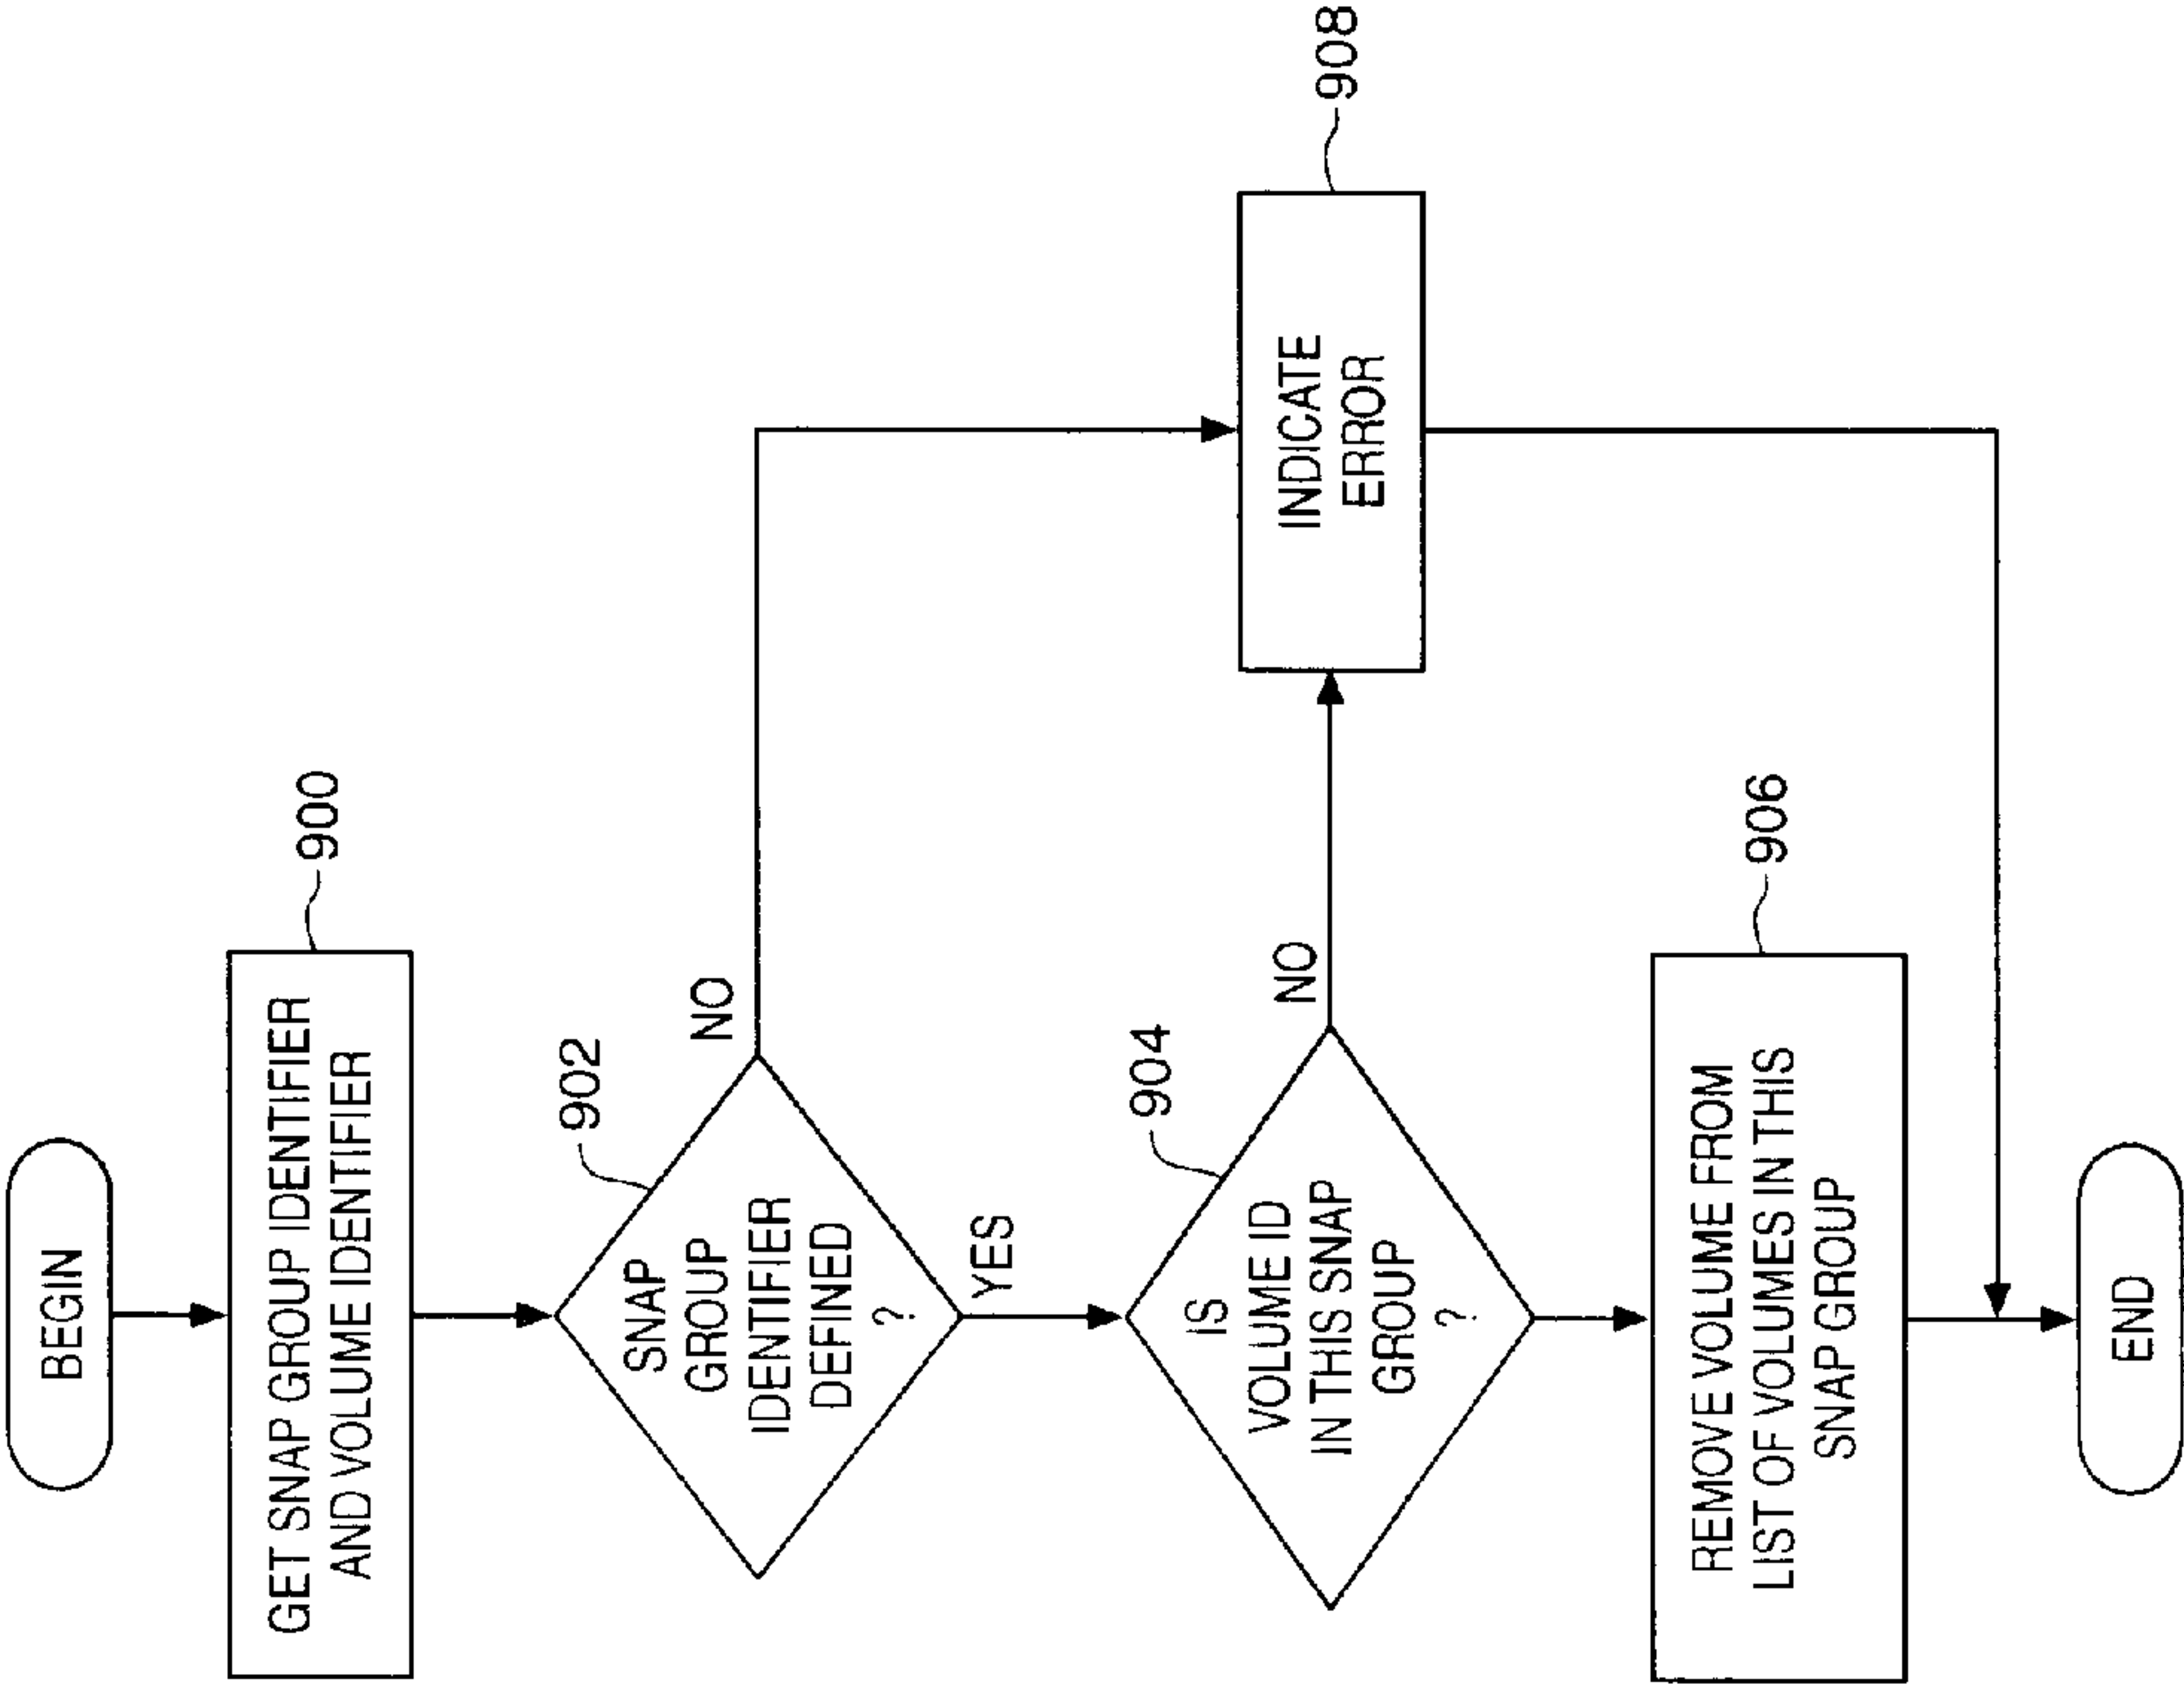 BEGIN
900
GET SNAP GROUP IDENTIFIER
AND VOLUME IDENTIFIER
902
SNAP
GROUP
IDENTIFIER
DEFINED
?
NO
YES
904
IS
VOLUME ID
IN THIS SNAP
GROUP
?
NO
908
INDICATE
ERROR
906
REMOVE VOLUME FROM
LIST OF VOLUMES IN THIS
SNAP GROUP
END